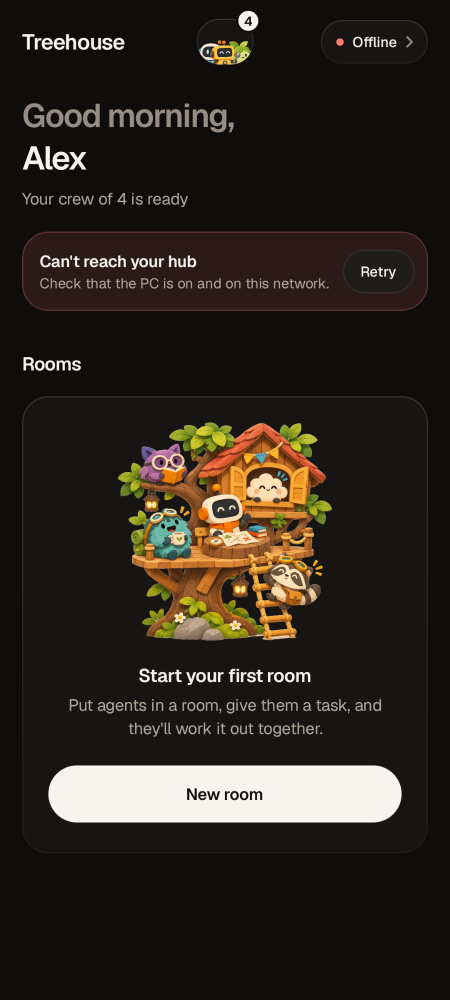 Treehouse
4
Offline
Good morning,
Alex
Your crew of 4 is ready
Can't reach your hub
Check that the PC is on and on this network.
Retry
Rooms
Start your first room
Put agents in a room, give them a task, and
they'll work it out together.
New room